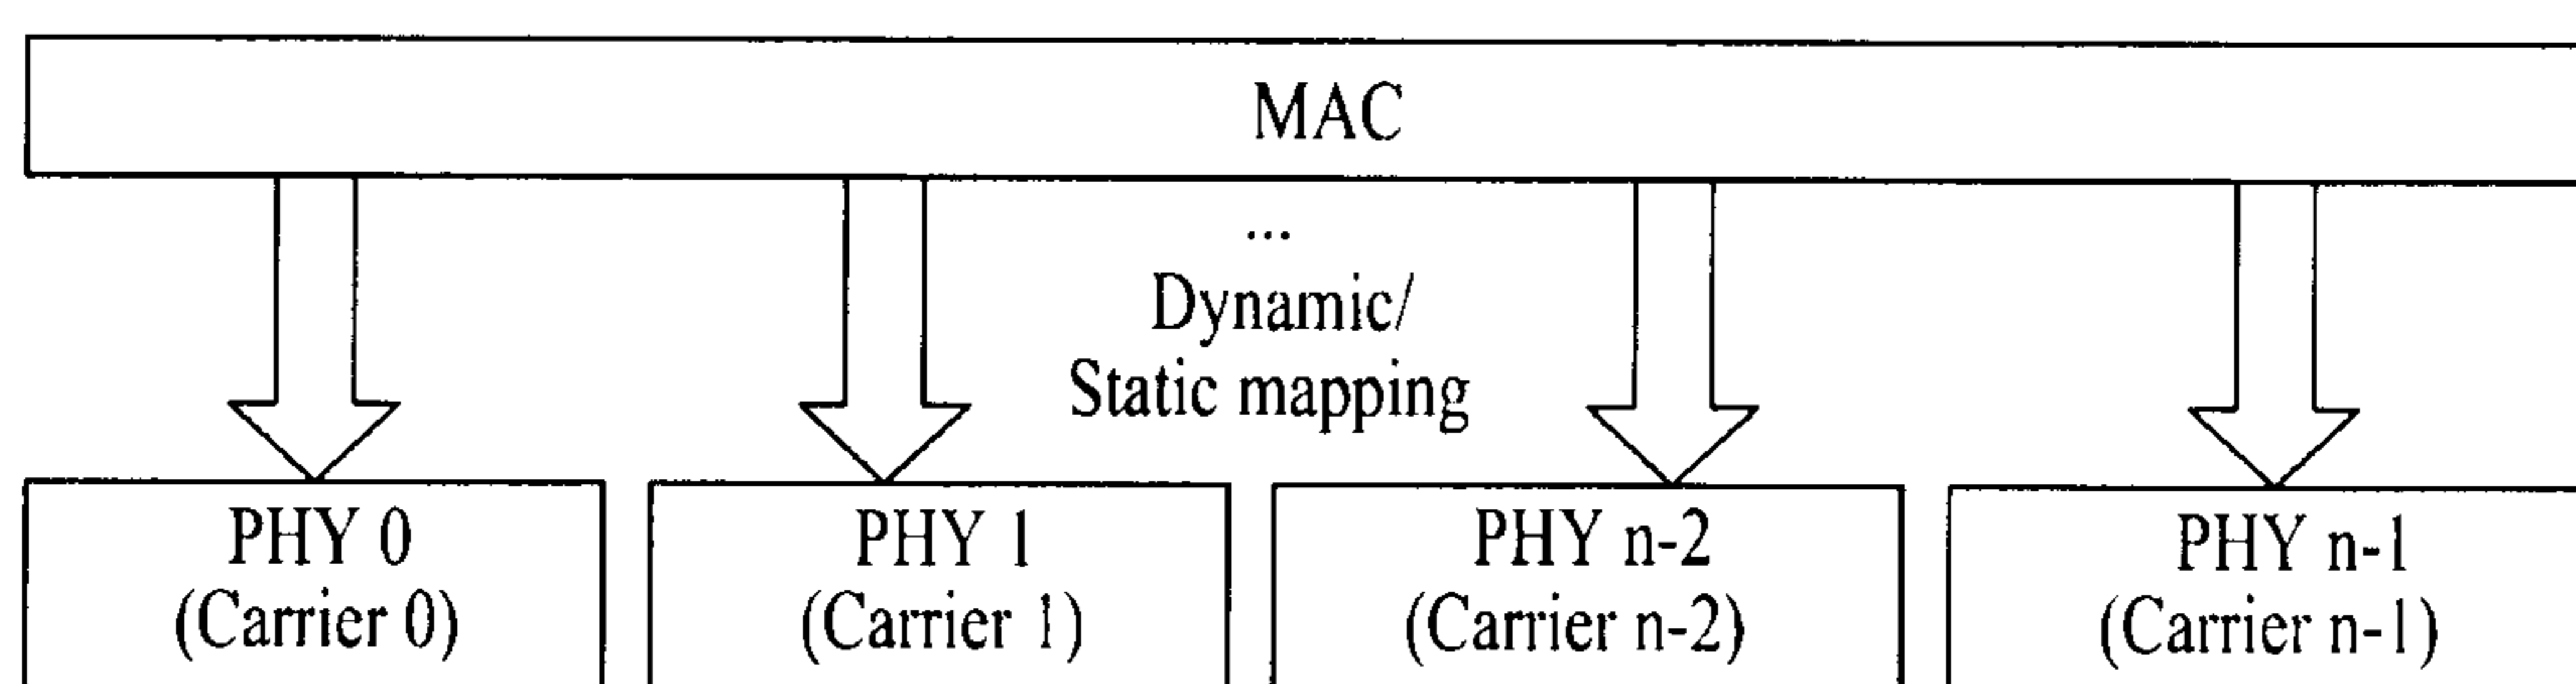 MAC
...
Dynamic/
Static mapping
PHY 0
(Carrier 0)
PHY 1
(Carrier 1)
PHY n-2
(Carrier n-2)
PHY n-1
(Carrier n-1)